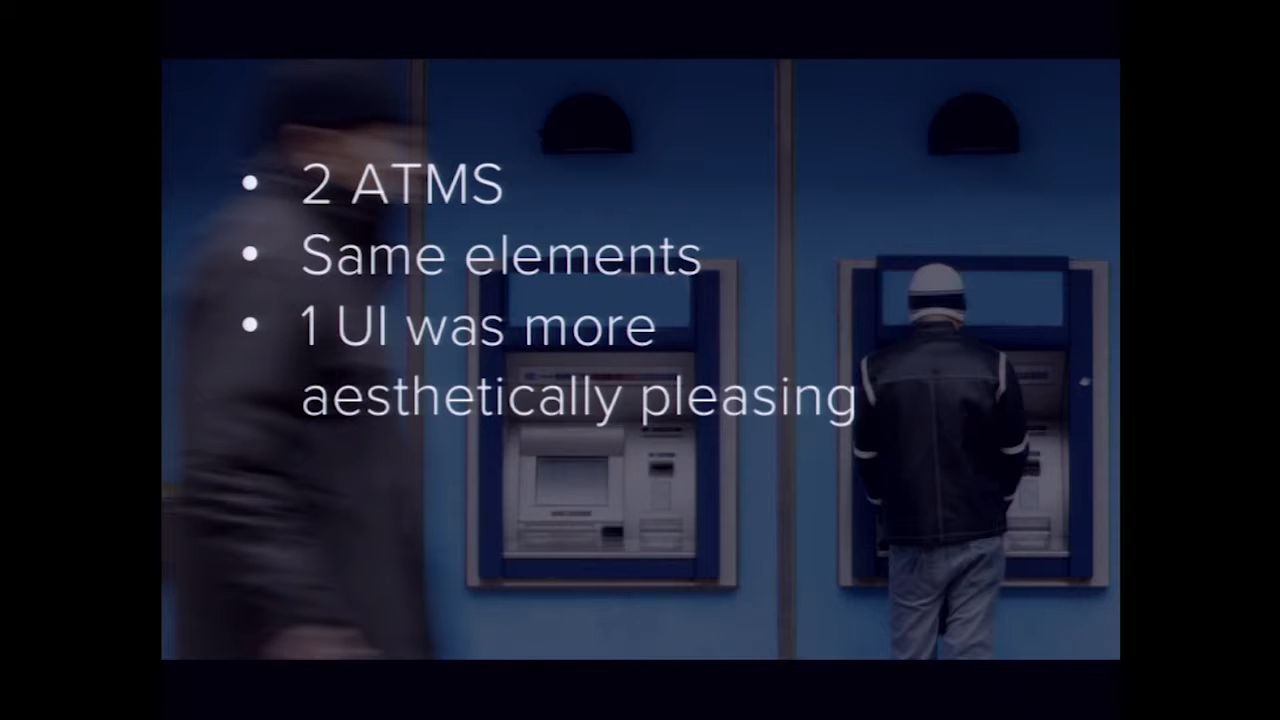 • 2 ATMS
• Same elements
• 1 UI was more
aesthetically pleasing